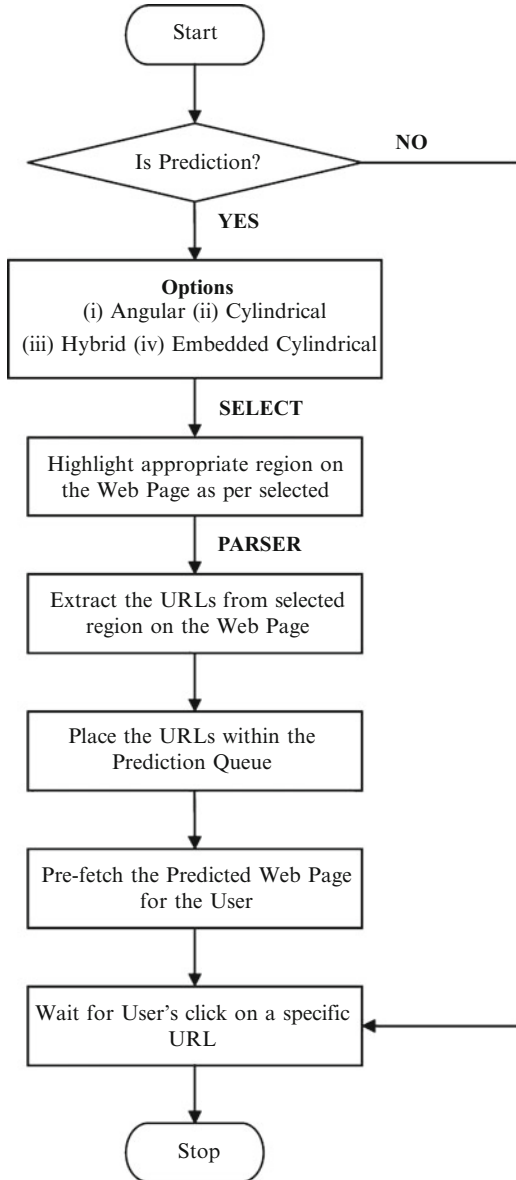 Start
Is Prediction?
NO
YES
Options
(i) Angular (ii) Cylindrical
(iii) Hybrid (iv) Embedded Cylindrical
SELECT
Highlight appropriate region on
the Web Page as per selected
PARSER
Extract the URLs from selected
region on the Web Page
Place the URLs within the
Prediction Queue
Pre-fetch the Predicted Web Page
for the User
Wait for User's click on a specific
URL
Stop